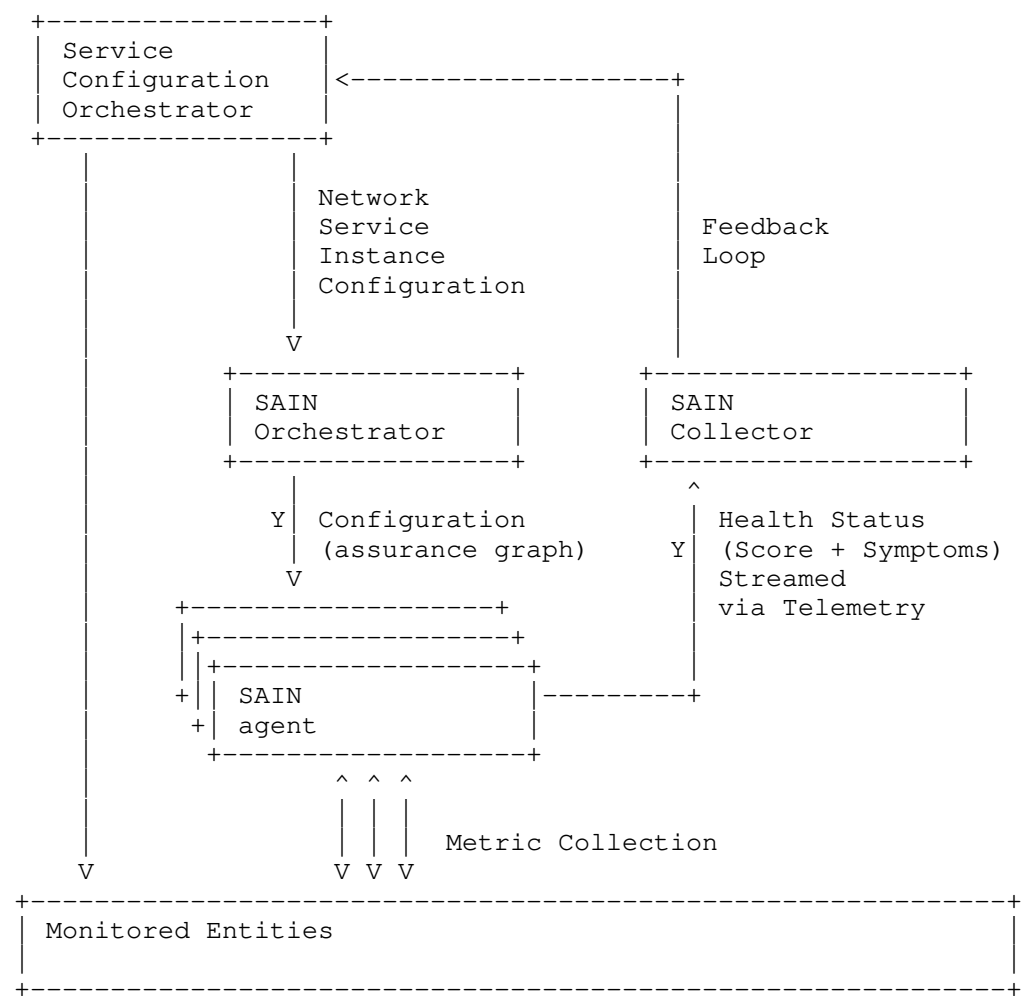 Service
Configuration
Orchestrator
Network
Service
Instance
Configuration
Feedback
Loop
SAIN
Orchestrator
SAIN
Collector
Y
Configuration
(assurance graph)
Y
Health Status
(Score + Symptoms)
Streamed
via Telemetry
SAIN
agent
Metric Collection
Monitored Entities